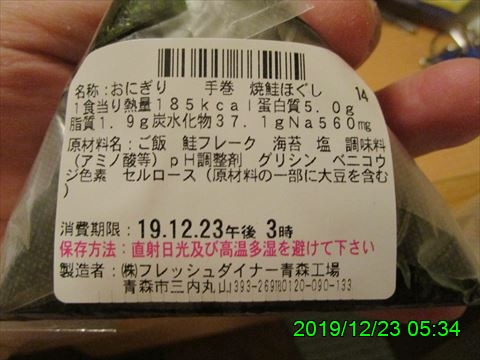 名称:おにぎり 手巻 焼鮭ほぐし
14
1食当り熱量185kcal蛋白質5.0g
脂質1.9g炭水化物37.1gNa560mg
原材料名:ご飯 鮭フレーク 海苔 塩 調味料
(アミノ酸等) pH調整剤 グリシン ベニコウ
ジ色素 セルロース(原材料の一部に大豆を含む
)
消費期限:19.12.23午後 3時
保存方法:直射日光及び高温多湿を避けて下さい
製造者:㈱フレッシュダイナー青森工場
青森市三内丸山393-269℡0120-090-133
2019/12/23 05:34